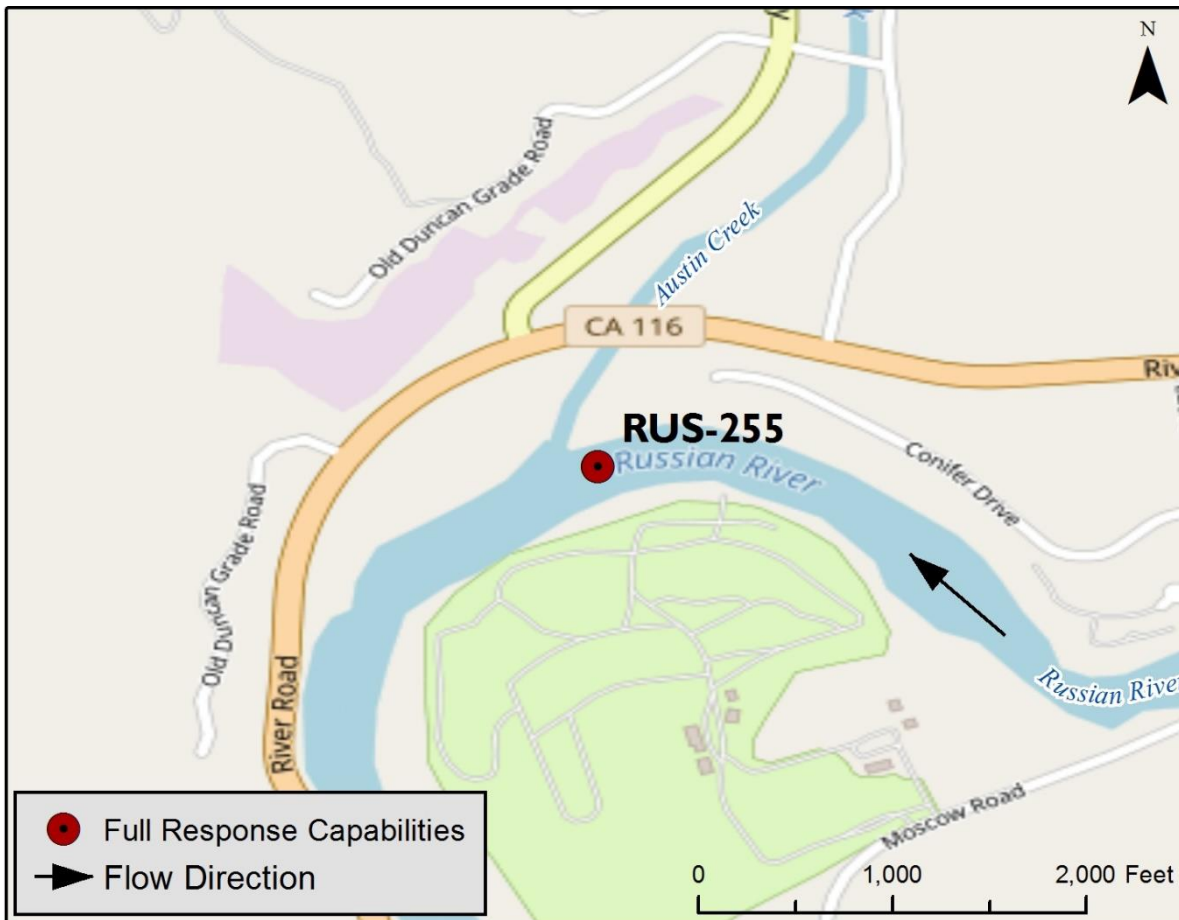 N
Old Duncan Grade Road
Austin Creek
CA 116
RUS-255
Russian River
Conifer Drive
Old Duncan Grade Road
River Road
Russian River
Moscow Road
Full Response Capabilities
Flow Direction
0 1,000 2,000 Feet